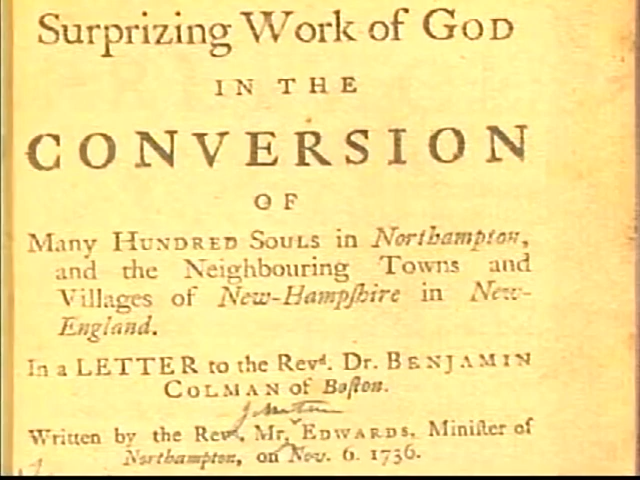 Surprizing Work of GOD
IN THE
CONVERSION
OF
Many HUNDRED SOULS in Northampton,
and the Neighbouring Towns and
Villages of New-Hampſhire in New-
England.
In a LETTER to the Revd. Dr. BENJAMIN
COLMAN of Boſton.
Written by the Revd. Mr. EDWARDS, Miniſter of
Northampton, on Nov. 6. 1736.